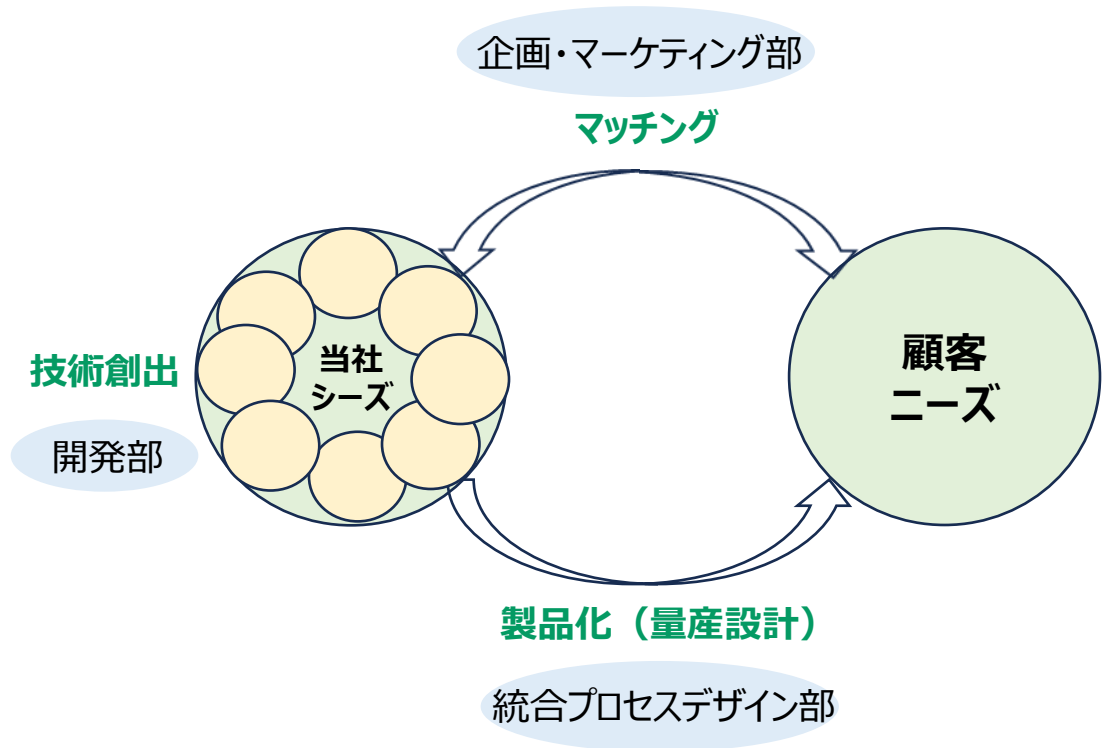 企画・マーケティング部
マッチング
技術創出
開発部
当社
シーズ
顧客
ニーズ
製品化（量産設計）
統合プロセスデザイン部